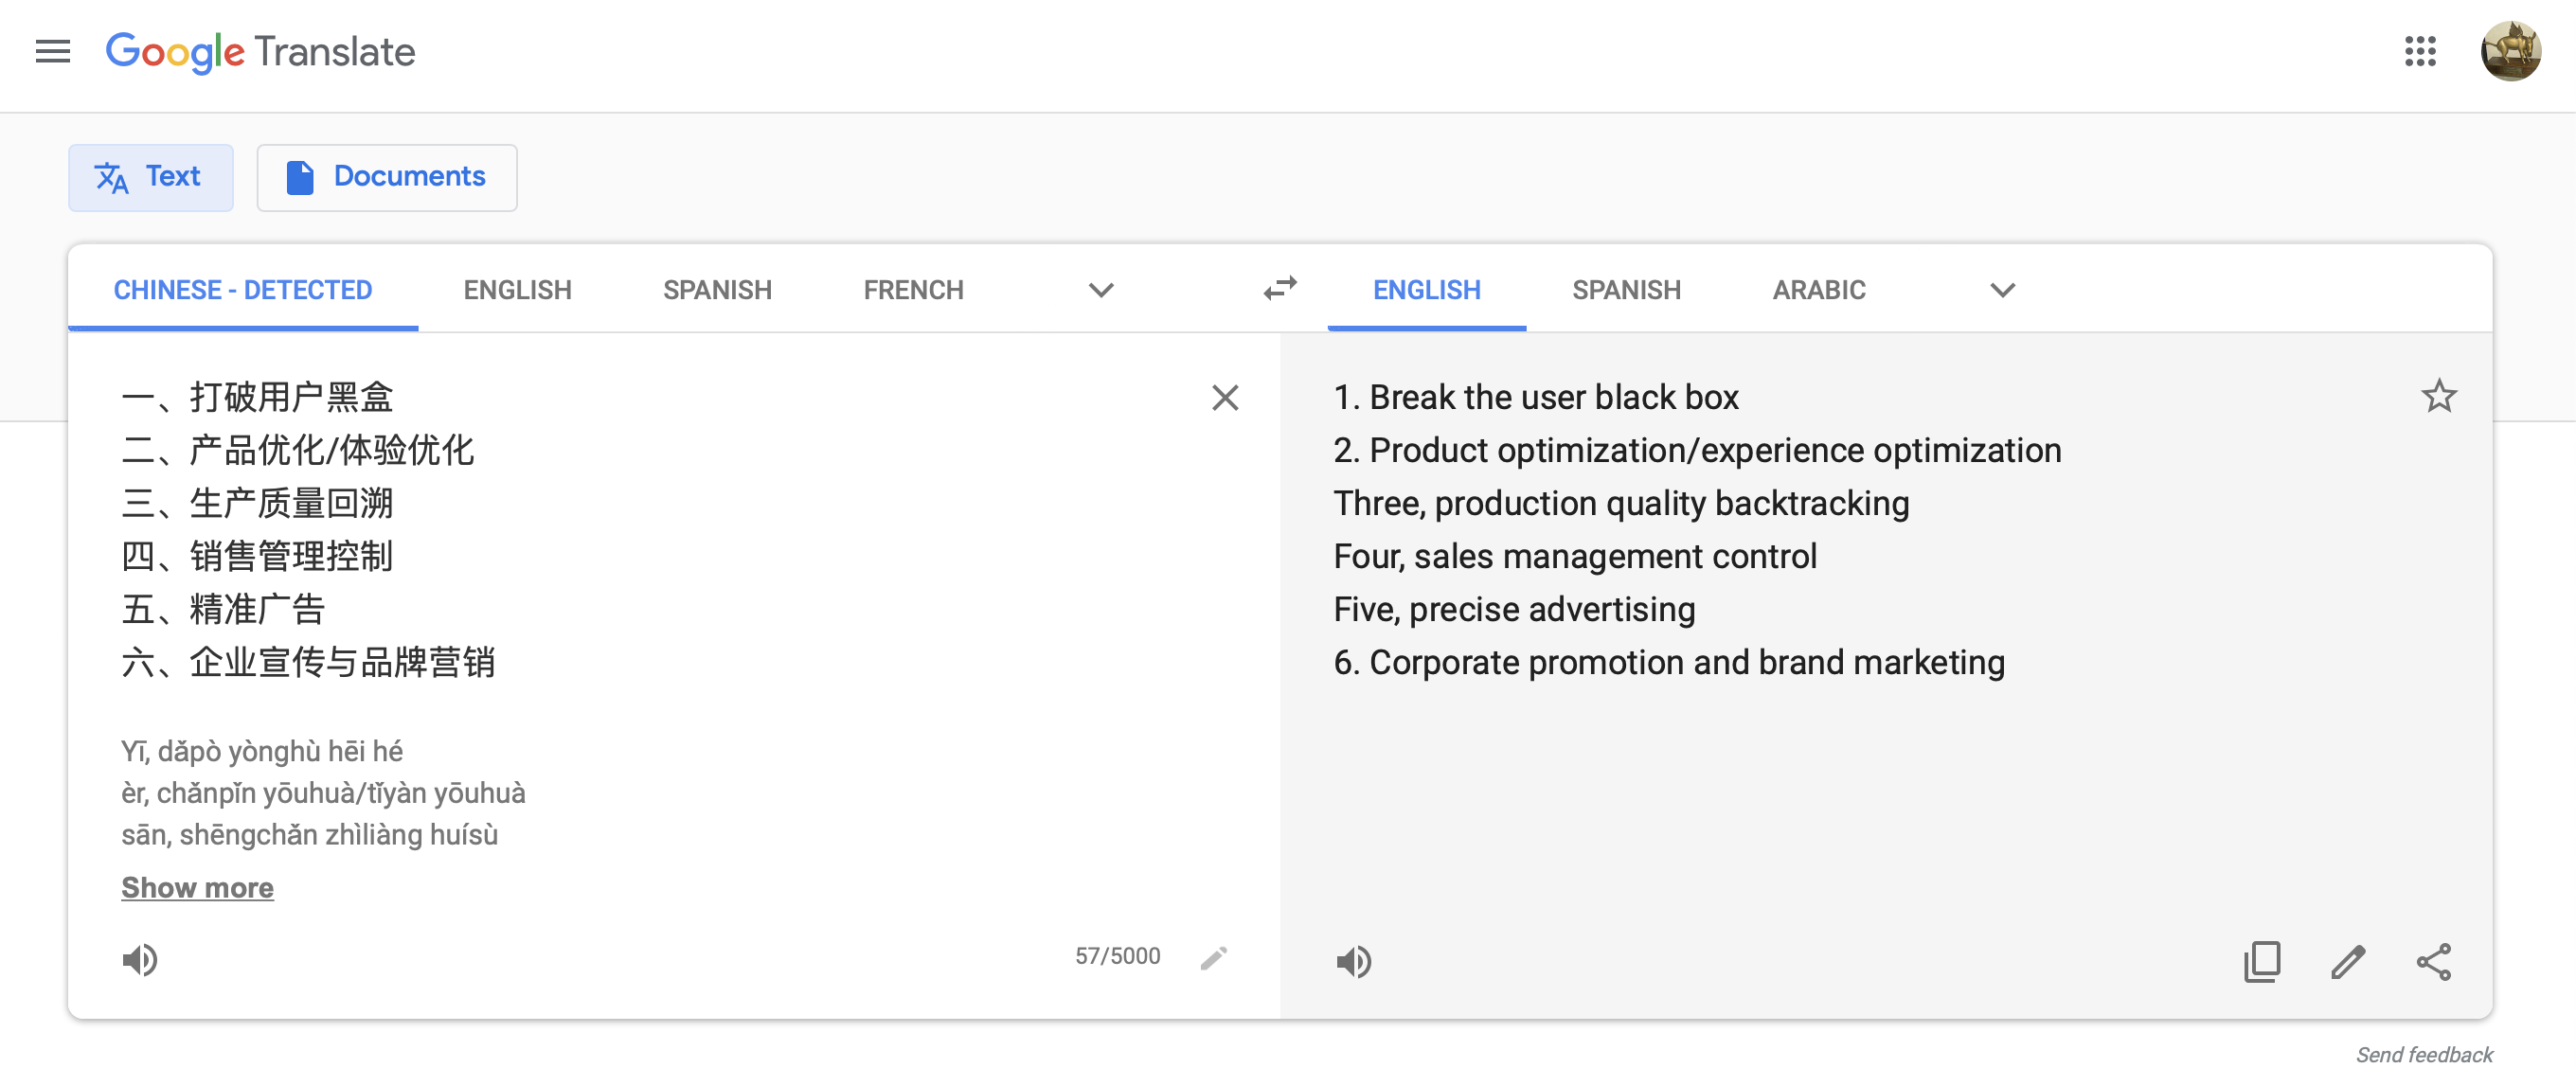 Google Translate
Text
Documents
CHINESE - DETECTED
ENGLISH
SPANISH
FRENCH
ENGLISH
SPANISH
ARABIC
一、打破用户黑盒
二、产品优化/体验优化
三、生产质量回溯
四、销售管理控制
五、精准广告
六、企业宣传与品牌营销
Yī, dǎpò yònghù hēi hé
èr, chǎnpǐn yōuhuà/tǐyàn yōuhuà
sān, shēngchǎn zhìliàng huísù
Show more
57/5000
1. Break the user black box
2. Product optimization/experience optimization
Three, production quality backtracking
Four, sales management control
Five, precise advertising
6. Corporate promotion and brand marketing
Send feedback